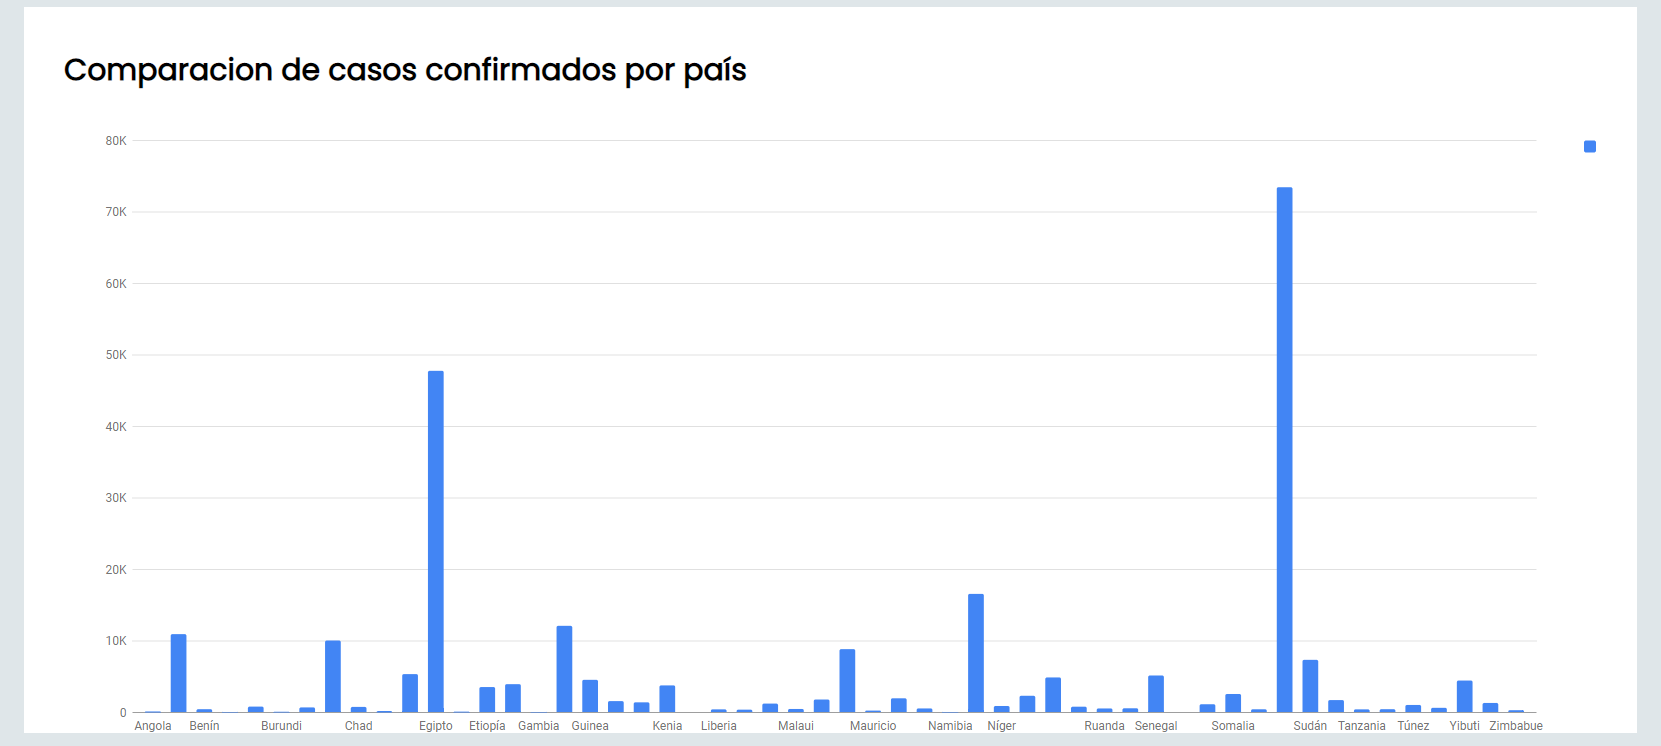 Comparacion de casos confirmados por país
80K
70K
60K
50K
40K
30K
20K
10K
0
Angola Benín Burundi Chad Egipto Etiopía Gambia Guinea Kenia Liberia Malaui Mauricio Namibia Níger Ruanda Senegal Somalia Sudán Tanzania Túnez Yibuti Zimbabue